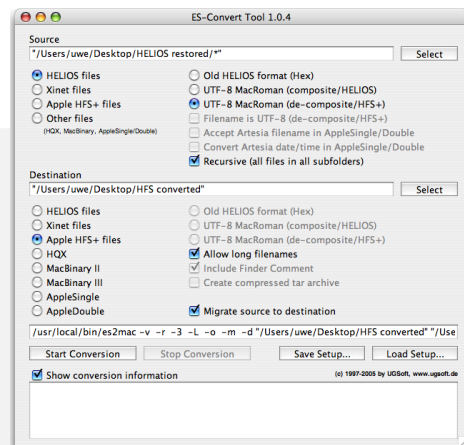 ES-Convert Tool 1.0.4
Source
"/Users/uwe/Desktop/HELIOS restored/*"
Select
HELIOS files
Old HELIOS format (Hex)
Xinet files
UTF-8 MacRoman (composite/HELIOS)
Apple HFS+ files
UTF-8 MacRoman (de-composite/HFS+)
Other files
Filename is UTF-8 (de-composite/HFS+)
(HQX, MacBinary, AppleSingle/Double)
Accept Artesia filename in AppleSingle/Double
Convert Artesia date/time in AppleSingle/Double
Recursive (all files in all subfolders)
Destination
"/Users/uwe/Desktop/HFS converted"
Select
HELIOS files
Old HELIOS format (Hex)
Xinet files
UTF-8 MacRoman (composite/HELIOS)
Apple HFS+ files
UTF-8 MacRoman (de-composite/HFS+)
HQX
Allow long filenames
MacBinary II
Include Finder Comment
MacBinary III
Create compressed tar archive
AppleSingle
AppleDouble
Migrate source to destination
/usr/local/bin/es2mac -v -r -3 -L -o -m -d "/Users/uwe/Desktop/HFS converted" "/Use
Start Conversion
Stop Conversion
Save Setup...
Load Setup...
Show conversion information
(c) 1997-2005 by UGSoft, www.ugsoft.de